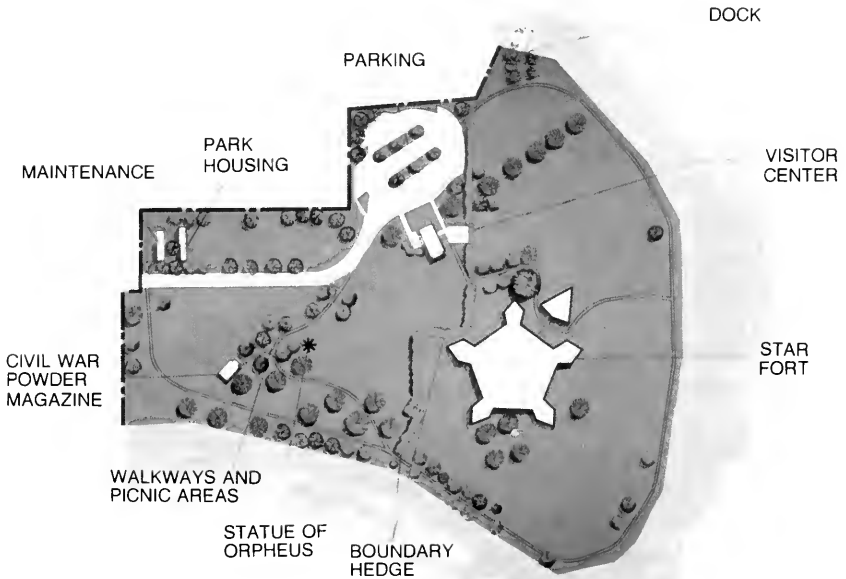 DOCK
PARKING
PARK
HOUSING
MAINTENANCE
VISITOR
CENTER
STAR
FORT
CIVIL WAR
POWDER
MAGAZINE
WALKWAYS AND
PICNIC AREAS
STATUE OF
ORPHEUS
BOUNDARY
HEDGE